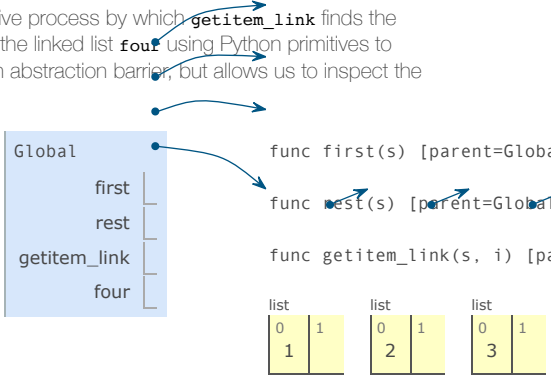 ive process by which getitem_link finds the
the linked list four using Python primitives to
n abstraction barrier, but allows us to inspect the
Global
first
rest
getitem_link
four
func first(s) [parent=Globa
func rest(s) [parent=Global
func getitem_link(s, i) [pa
list list list
0 1 0 1 0 1
1 2 3